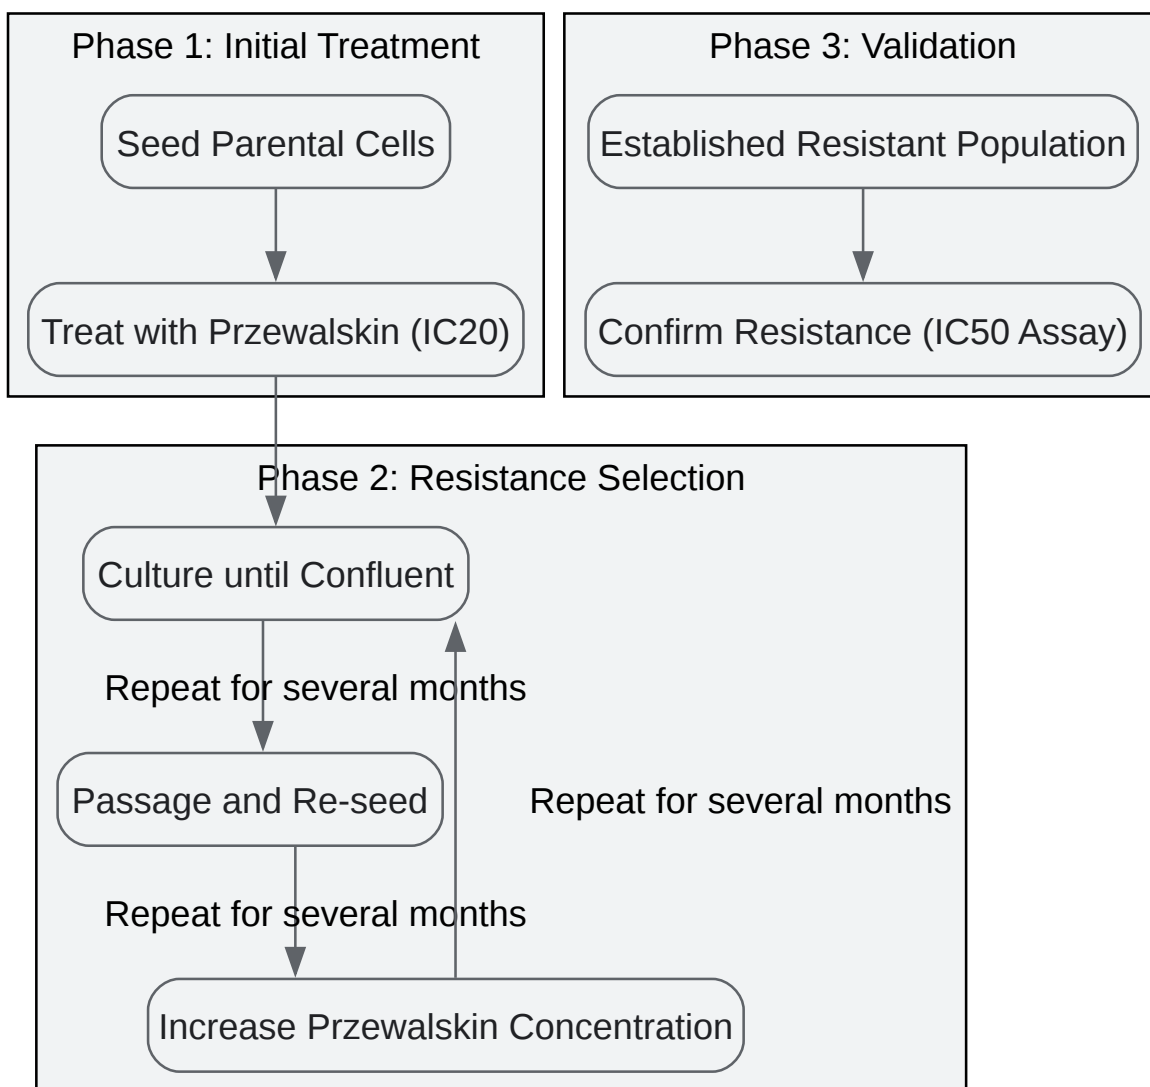 Phase 1: Initial Treatment
Seed Parental Cells
Treat with Przewalskin (IC20)
Phase 3: Validation
Established Resistant Population
Confirm Resistance (IC50 Assay)
Phase 2: Resistance Selection
Culture until Confluent
Repeat for several months
Passage and Re-seed
Repeat for several months
Repeat for several months
Increase Przewalskin Concentration